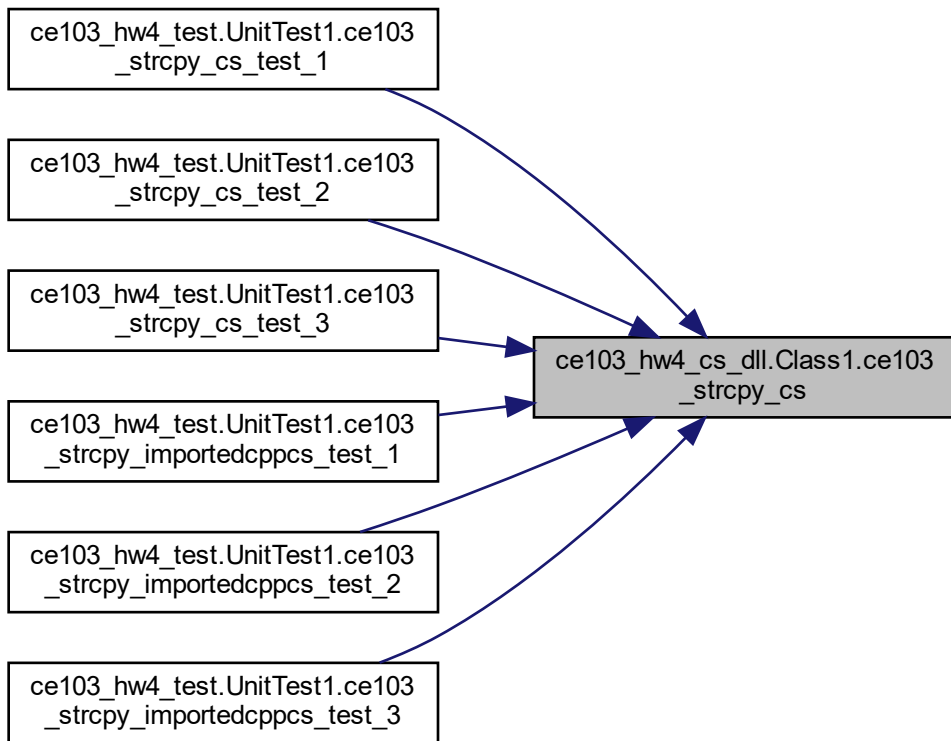 ce103_hw4_test.UnitTest1.ce103
_strcpy_cs_test_1
ce103_hw4_test.UnitTest1.ce103
_strcpy_cs_test_2
ce103_hw4_test.UnitTest1.ce103
_strcpy_cs_test_3
ce103_hw4_cs_dll.Class1.ce103
_strcpy_cs
ce103_hw4_test.UnitTest1.ce103
_strcpy_importedcppcs_test_1
ce103_hw4_test.UnitTest1.ce103
_strcpy_importedcppcs_test_2
ce103_hw4_test.UnitTest1.ce103
_strcpy_importedcppcs_test_3